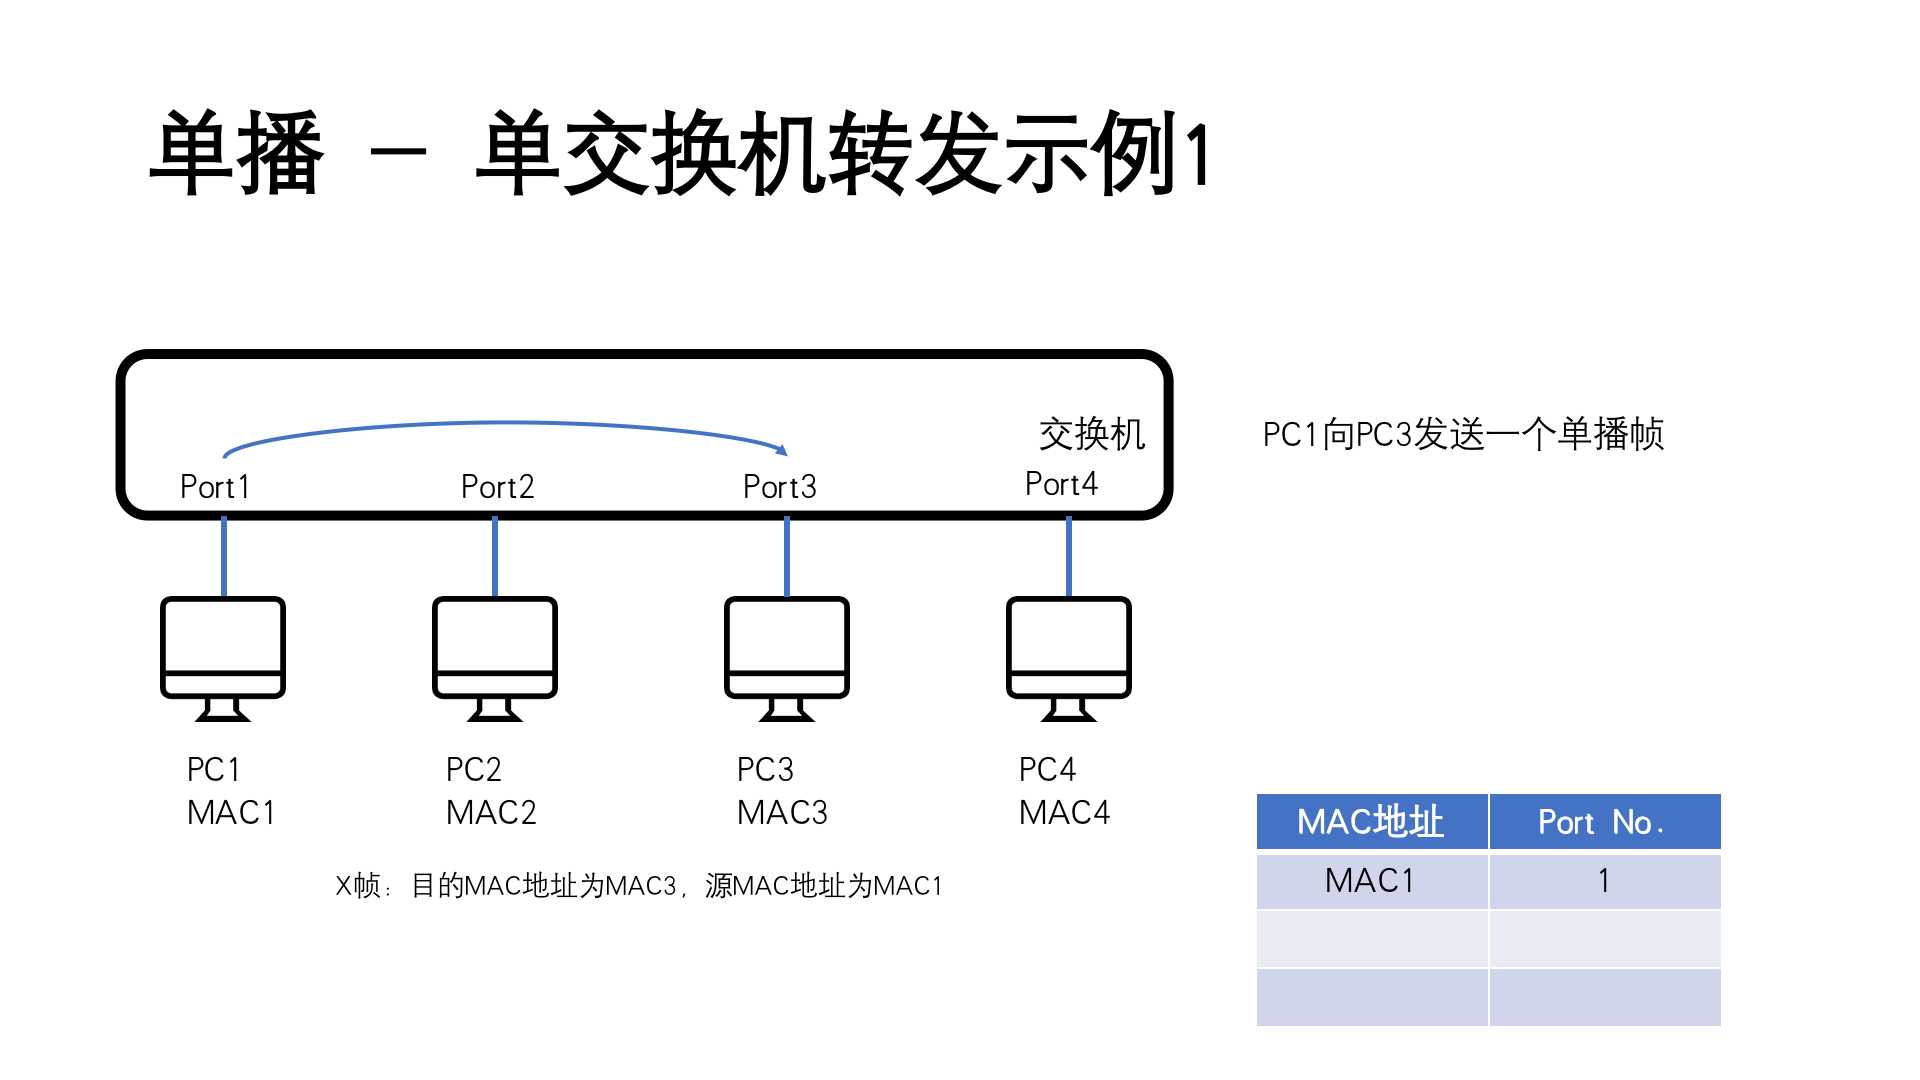 单播 - 单交换机转发示例1
交换机
Port1 Port2 Port3 Port4
PC1向PC3发送一个单播帧
PC1 PC2 PC3 PC4
MAC1 MAC2 MAC3 MAC4
X帧：目的MAC地址为MAC3，源MAC地址为MAC1
MAC地址 Port No.
MAC1 1